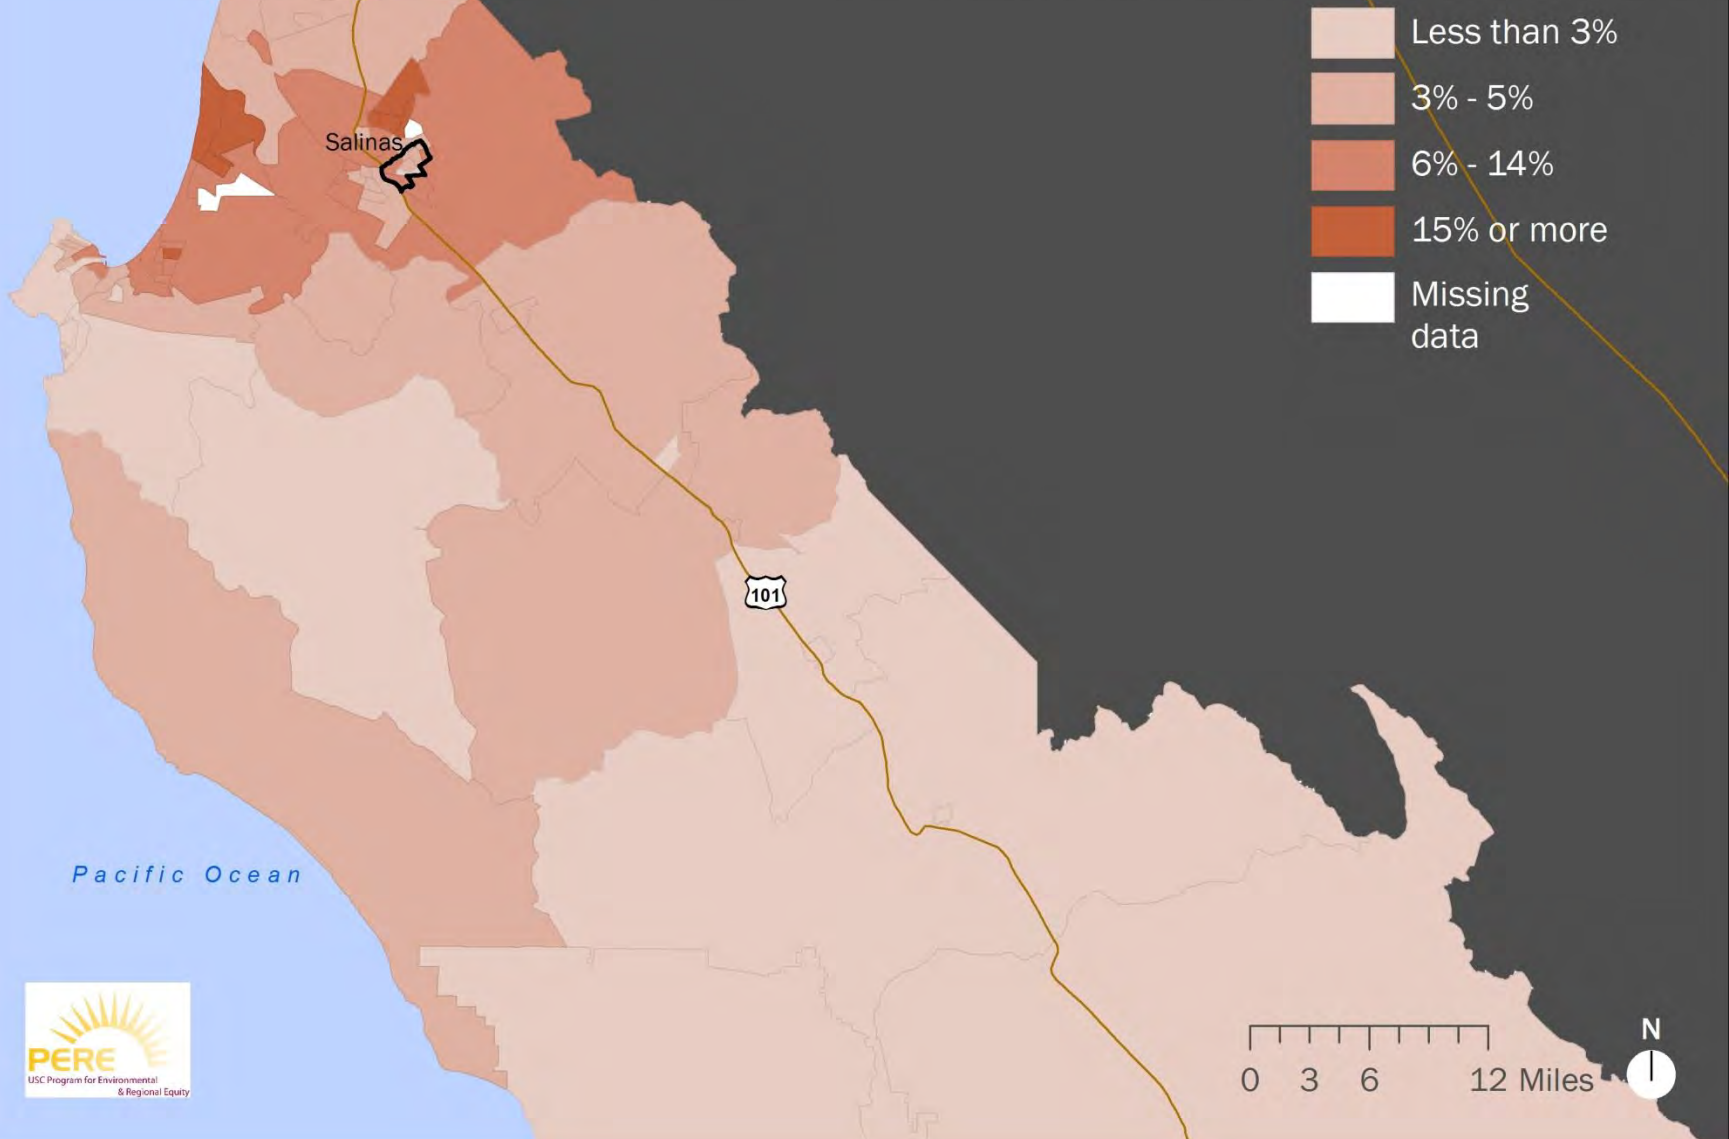 Less than 3%
3% - 5%
6% - 14%
15% or more
Missing
data
Salinas
101
Pacific Ocean
PERE
USC Program for Environmental
& Regional Equity
N
0 3 6 12 Miles